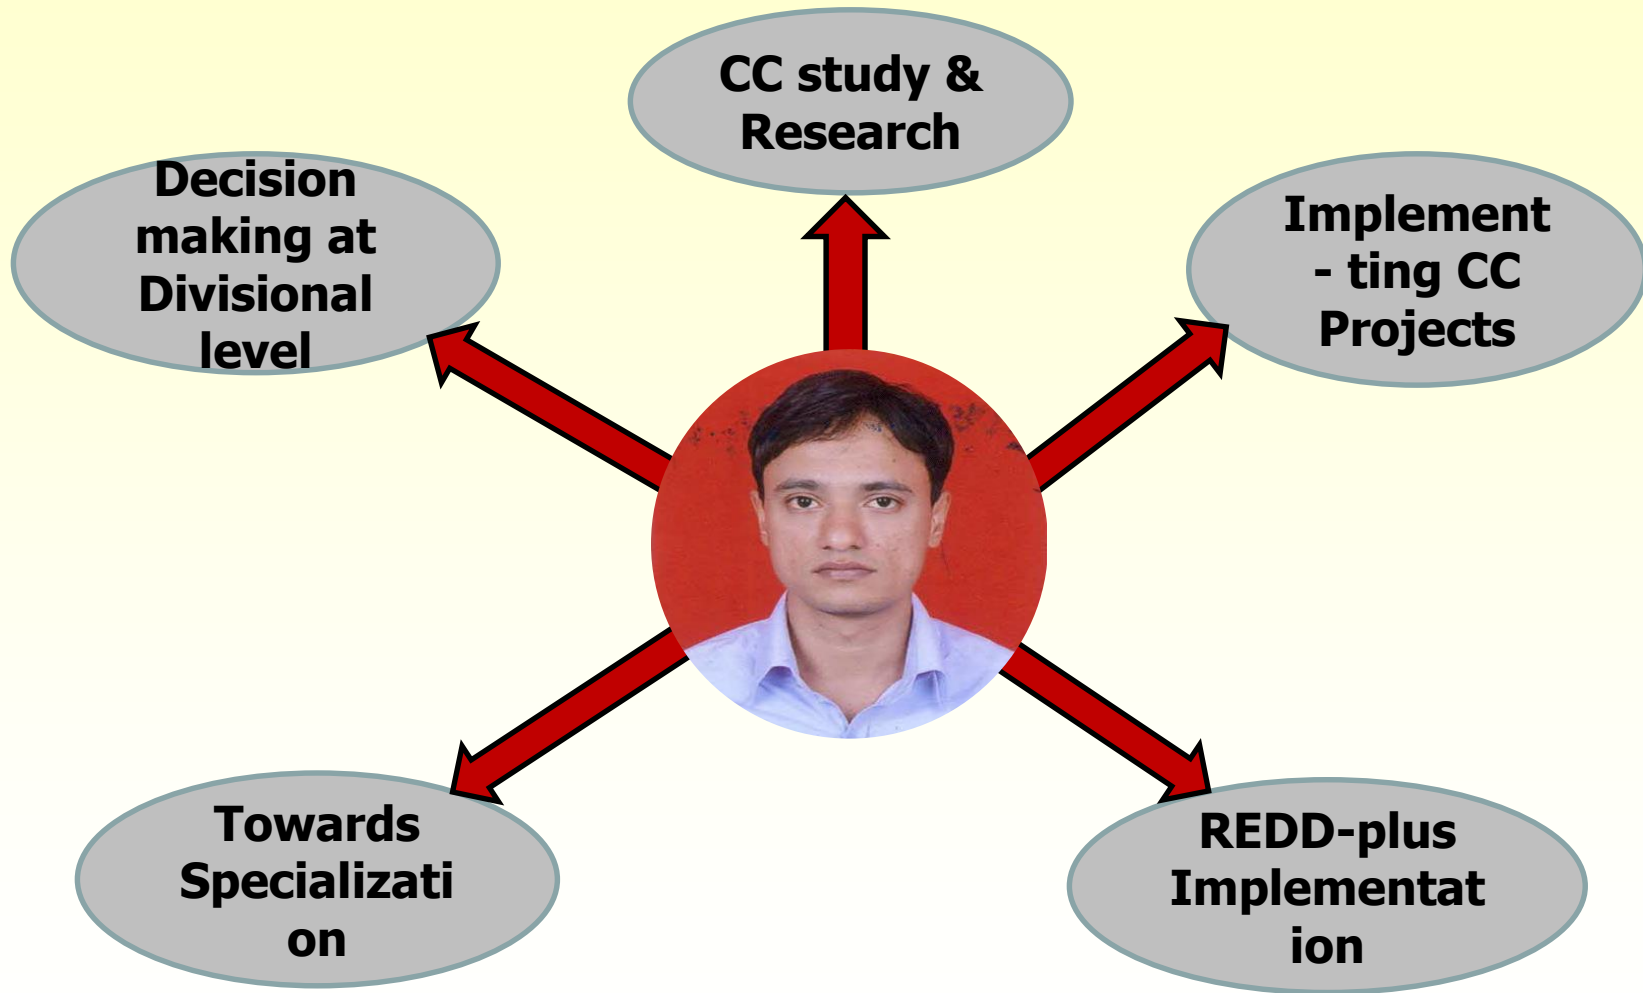 CC study &
Research
Decision
making at
Divisional
level
Implement
- ting CC
Projects
Towards
Specializati
on
REDD-plus
Implementat
ion